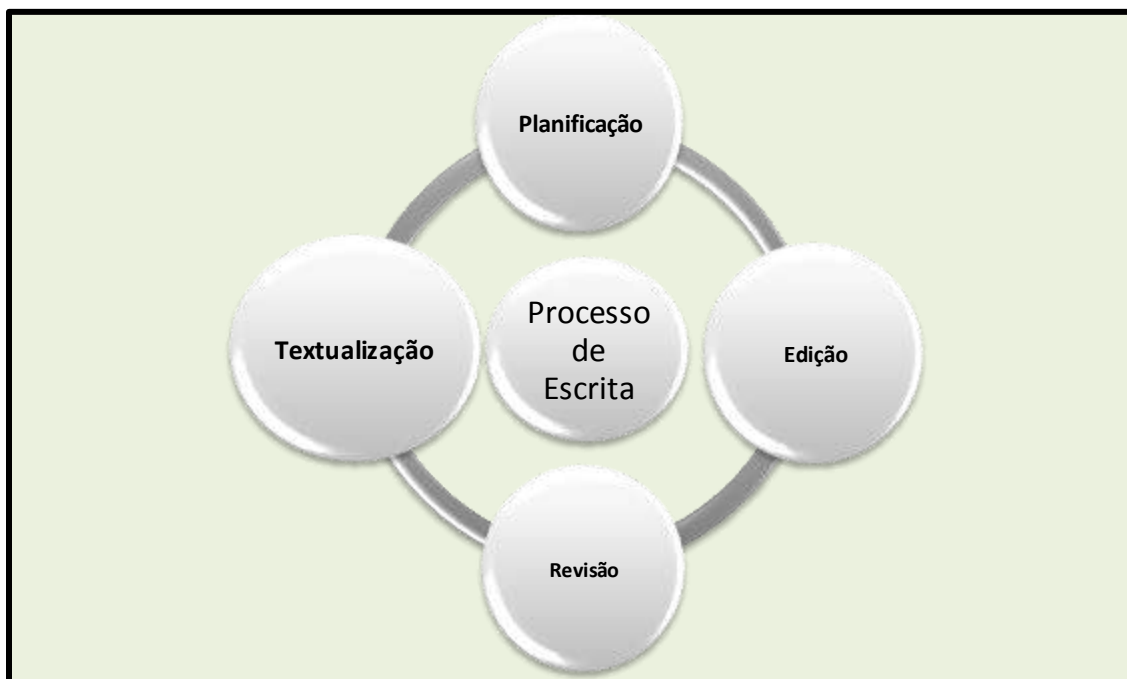 Planificação
Processo
de
Escrita
Textualização
Edição
Revisão